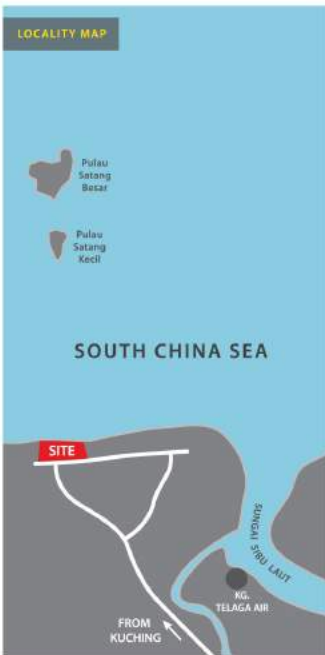 LOCALITY MAP
Pulau
Satang
Besar
Pulau
Satang
Kecil
SOUTH CHINA SEA
SITE
SUNGAI SIBU LAUT
KG.
TELAGA AIR
FROM
KUCHING